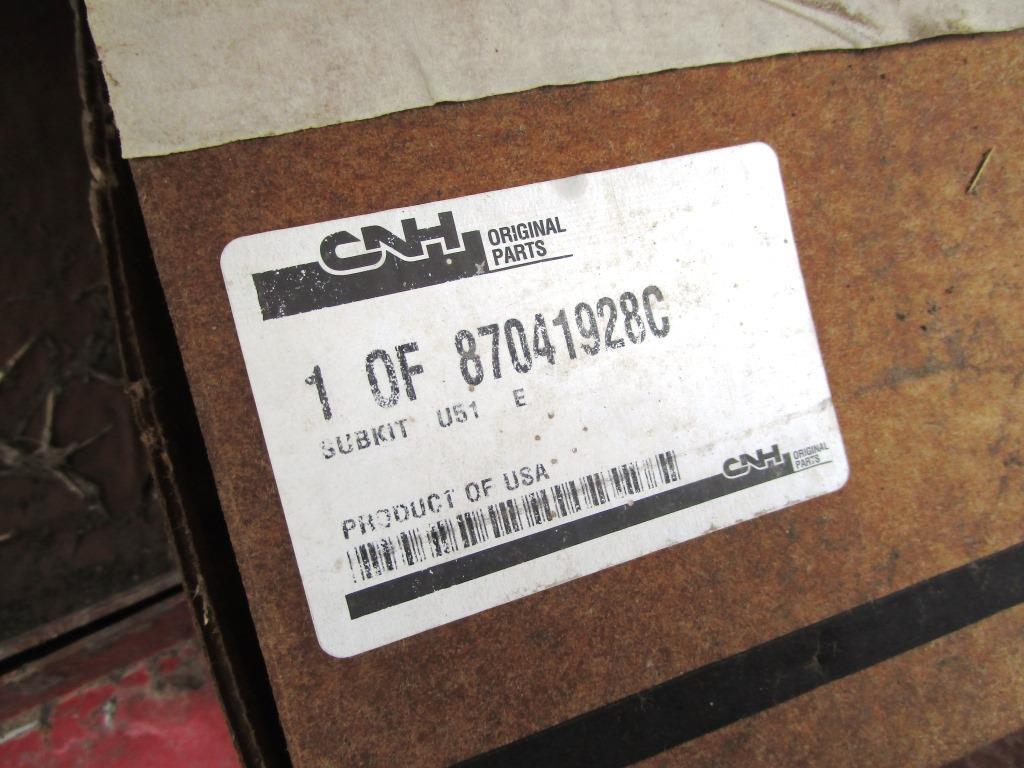 CNH ORIGINAL
PARTS
1 OF 87041928C
SUBKIT U51 E
PRODUCT OF USA
CNH ORIGINAL
PARTS